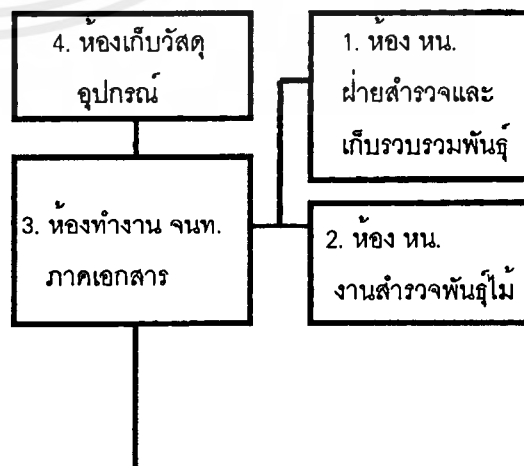 4. ห้องเก็บวัสดุ
อุปกรณ์
1. ห้อง หน.
ฝ่ายสำรวจและ
เก็บรวบรวมพันธุ์
3. ห้องทำงาน จนท.
ภาคเอกสาร
2. ห้อง หน.
งานสำรวจพันธุ์ไม้